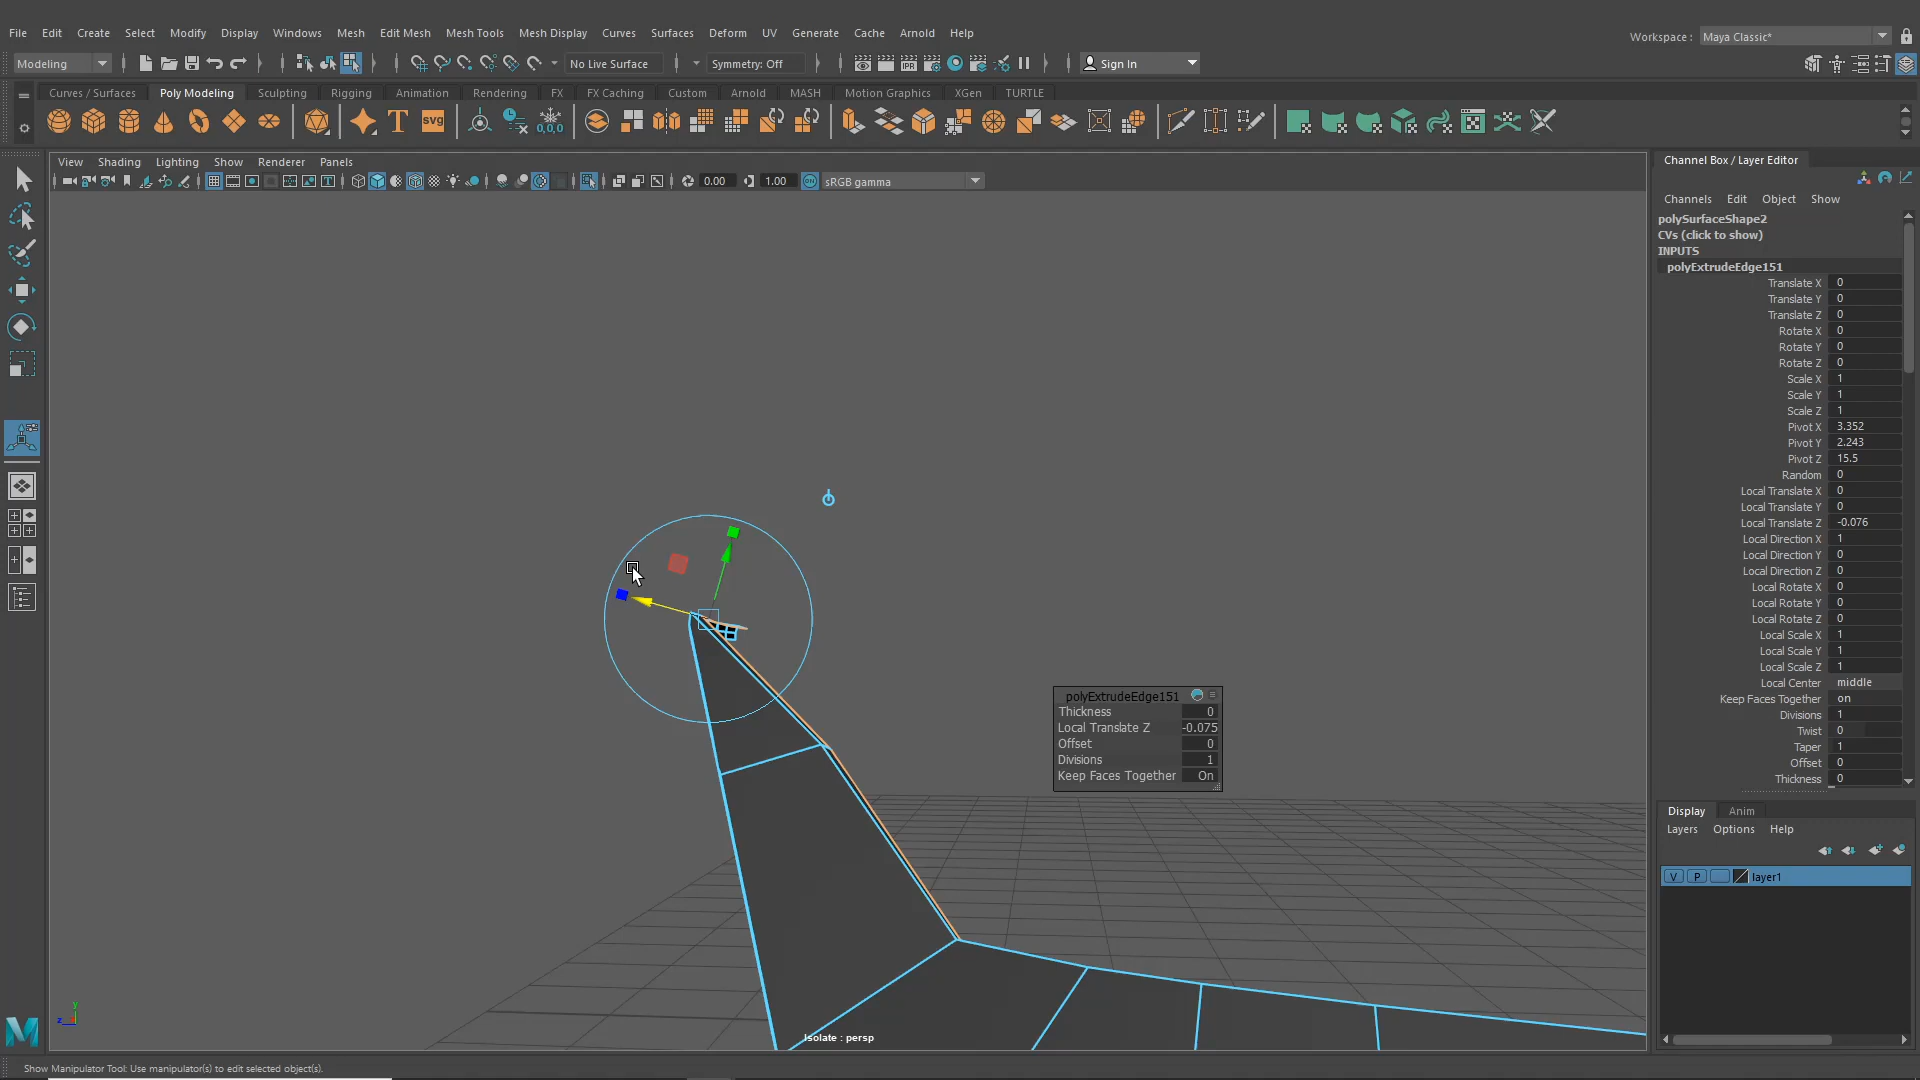 File Edit Create Select Modify Display Windows Mesh Edit Mesh Mesh Tools Mesh Display Curves Surfaces Deform UV Generate Cache Arnold Help
Workspace : Maya Classic*
Modeling No Live Surface Symmetry: Off Sign In
Curves / Surfaces Poly Modeling Sculpting Rigging Animation Rendering FX FX Caching Custom Arnold MASH Motion Graphics XGen TURTLE
View Shading Lighting Show Renderer Panels
0.00 1.00 sRGB gamma
Channel Box / Layer Editor
Channels Edit Object Show
polySurfaceShape2
CVs (click to show)
INPUTS
polyExtrudeEdge151
Translate X 0
Translate Y 0
Translate Z 0
Rotate X 0
Rotate Y 0
Rotate Z 0
Scale X 1
Scale Y 1
Scale Z 1
Pivot X 3.352
Pivot Y 2.243
Pivot Z 15.5
Random 0
Local Translate X 0
Local Translate Y 0
Local Translate Z -0.076
Local Direction X 1
Local Direction Y 0
Local Direction Z 0
Local Rotate X 0
Local Rotate Y 0
Local Rotate Z 0
Local Scale X 1
Local Scale Y 1
Local Scale Z 1
Local Center middle
Keep Faces Together on
Divisions 1
Twist 0
Taper 1
Offset 0
Thickness 0
polyExtrudeEdge151
Thickness 0
Local Translate Z -0.075
Offset 0
Divisions 1
Keep Faces Together On
Display Anim
Layers Options Help
V P layer1
Isolate : persp
Show Manipulator Tool: Use manipulator(s) to edit selected object(s).